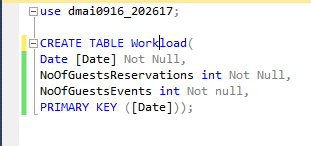 use dmai0916_202617;
CREATE TABLE Workload(
Date [Date] Not Null,
NoOfGuestsReservations int Not Null,
NoOfGuestsEvents int Not null,
PRIMARY KEY ([Date]));